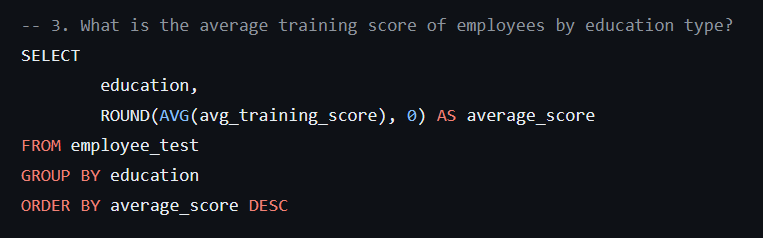 -- 3. What is the average training score of employees by education type?
SELECT
education,
ROUND(AVG(avg_training_score), 0) AS average_score
FROM employee_test
GROUP BY education
ORDER BY average_score DESC